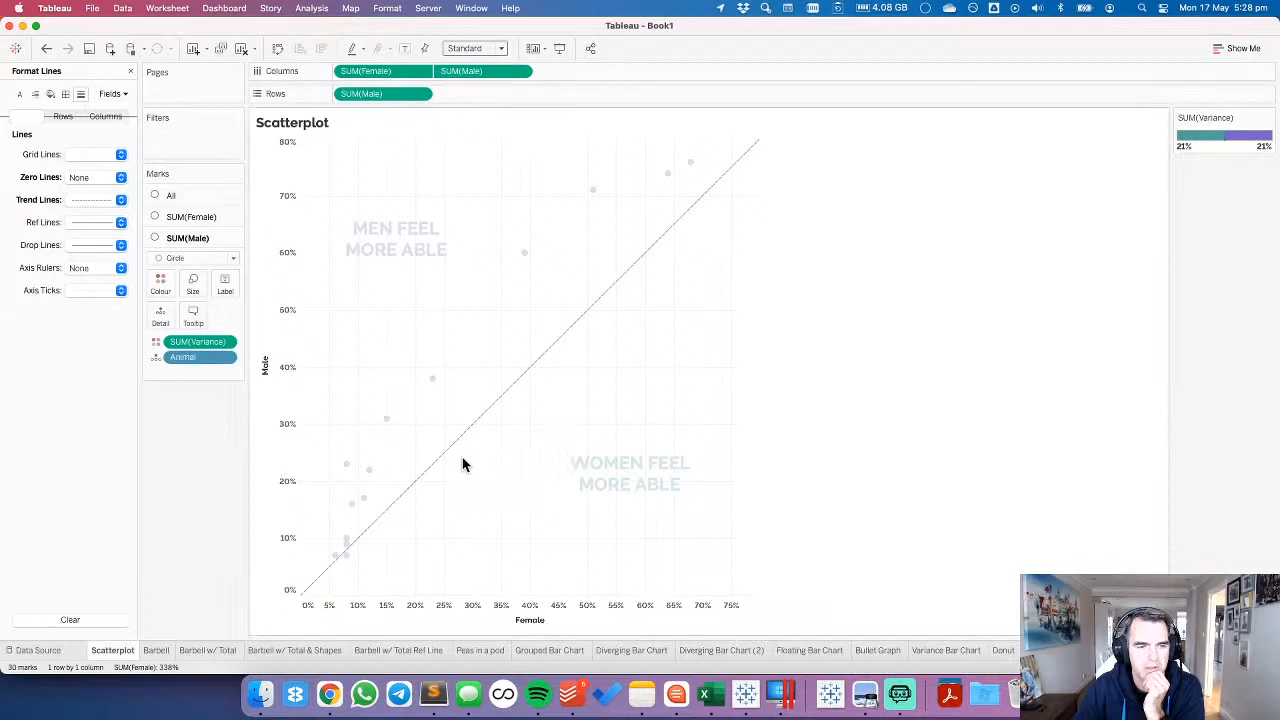 Tableau File Data Worksheet Dashboard Story Analysis Map Format Server Window Help 4.08 GB Mon 17 May 5:28 pm
Tableau - Book1
Standard Show Me
Format Lines
Fields
Rows Columns
Lines
Grid Lines:
Zero Lines: None
Trend Lines:
Ref Lines:
Drop Lines:
Axis Rulers: None
Axis Ticks:
Clear
Pages
Filters
Marks
All
SUM(Female)
SUM(Male)
Circle
Colour Size Label
Detail Tooltip
SUM(Variance)
Animal
Columns SUM(Female) SUM(Male)
Rows SUM(Male)
Scatterplot
80%
70%
60%
50%
40%
30%
20%
10%
0%
Male
MEN FEEL
MORE ABLE
WOMEN FEEL
MORE ABLE
0% 5% 10% 15% 20% 25% 30% 35% 40% 45% 50% 55% 60% 65% 70% 75%
Female
SUM(Variance)
21% 21%
Data Source Scatterplot Barbell Barbell w/ Total Barbell w/ Total & Shapes Barbell w/ Total Ref Line Peas in a pod Grouped Bar Chart Diverging Bar Chart Diverging Bar Chart (2) Floating Bar Chart Bullet Graph Variance Bar Chart Donut
30 marks 1 row by 1 column SUM(Female): 338%